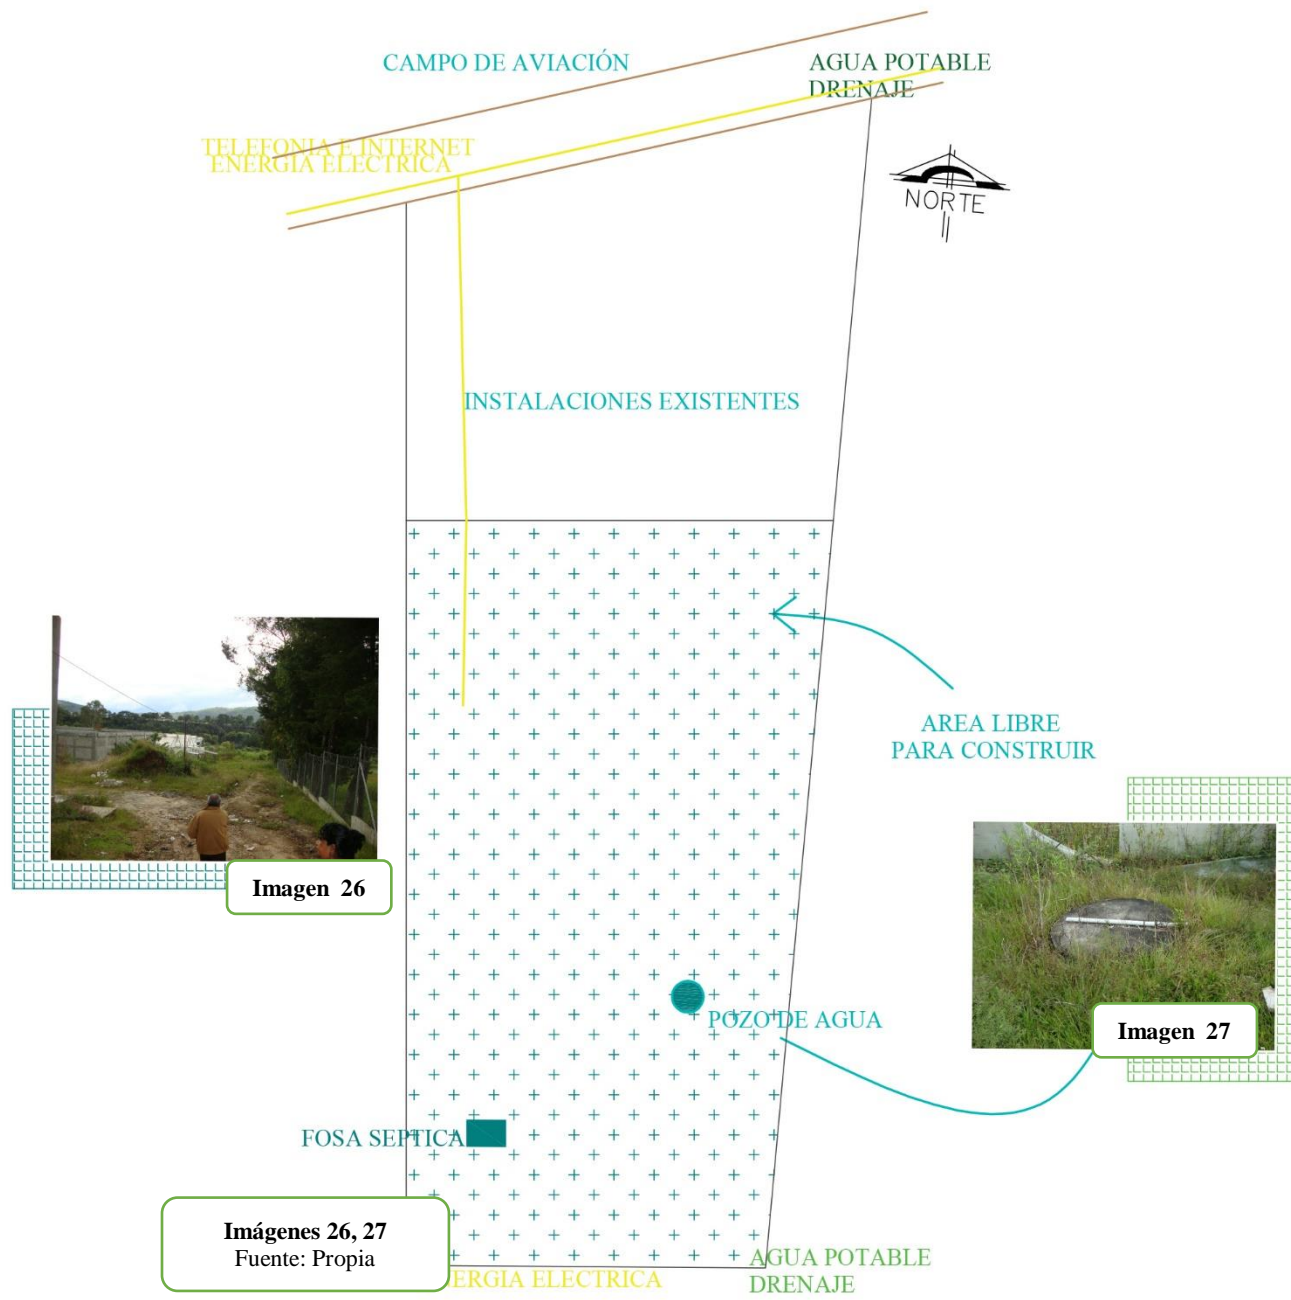 CAMPO DE AVIACIÓN
AGUA POTABLE
DRENAJE
TELEFONIA E INTERNET
ENERGIA ELECTRICA
NORTE
INSTALACIONES EXISTENTES
AREA LIBRE
PARA CONSTRUIR
Imagen 26
POZO DE AGUA
Imagen 27
FOSA SEPTICA
Imágenes 26, 27
Fuente: Propia
ERGIA ELECTRICA
AGUA POTABLE
DRENAJE